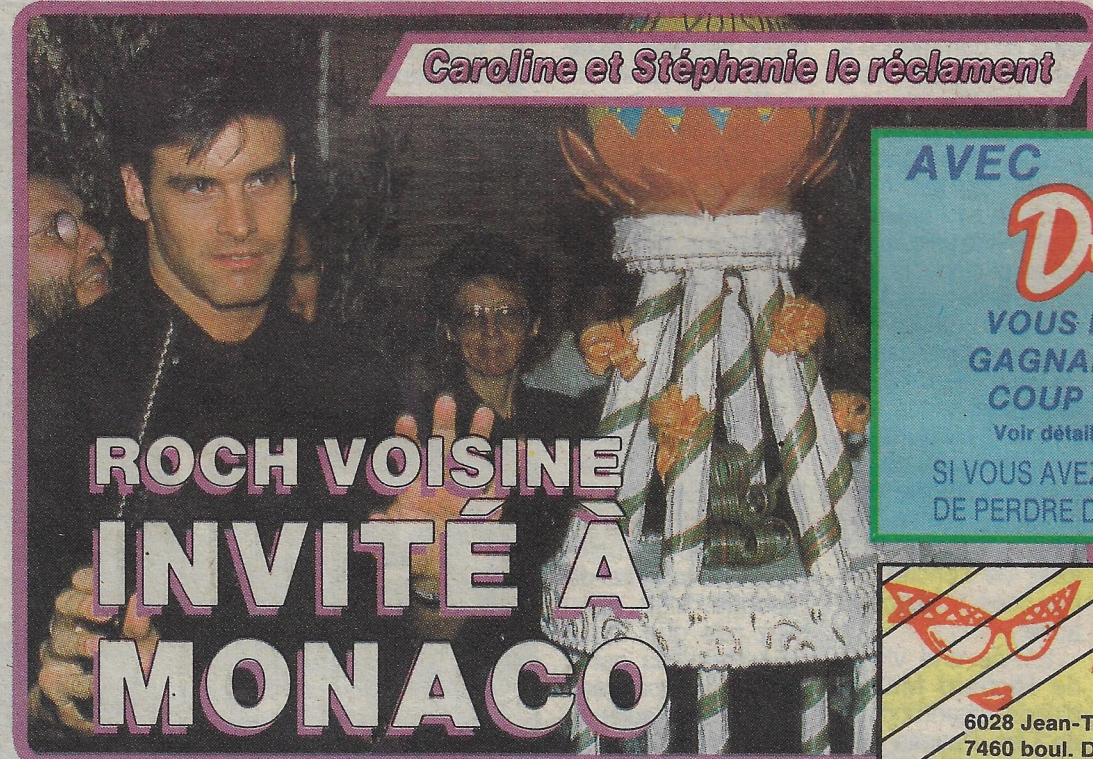 Caroline et Stéphanie le réclament
ROCH VOISINE
INVITÉ À
MONACO
AVEC
VOUS
GAGNA
COUP
Voir détail
SI VOUS AVEZ
DE PERDRE D
6028 Jean-T
7460 boul. D